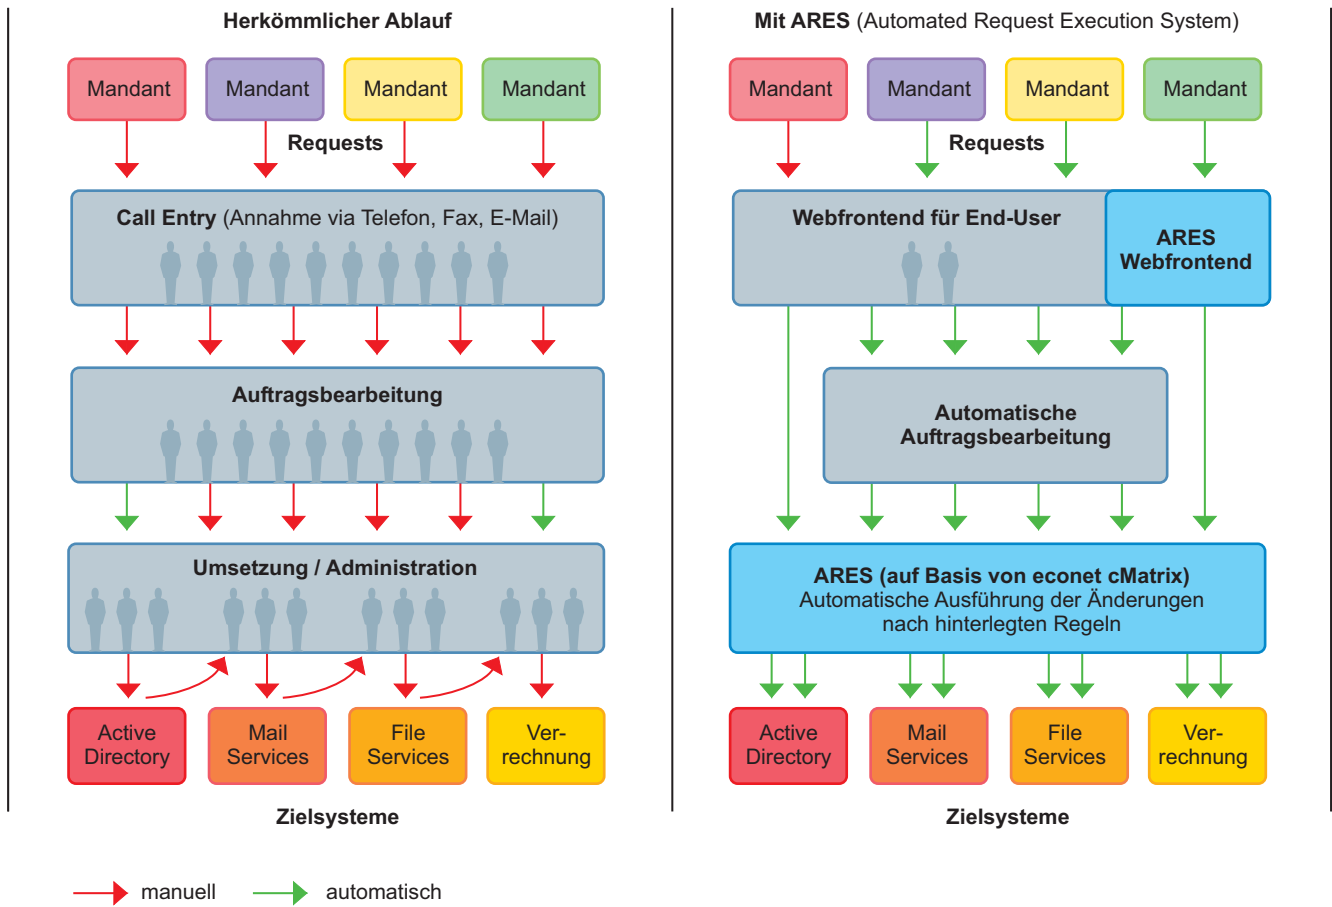 Herkömmlicher Ablauf
Mandant
Mandant
Mandant
Mandant
Requests
Call Entry (Annahme via Telefon, Fax, E-Mail)
Auftragsbearbeitung
Umsetzung / Administration
Active
Directory
Mail
Services
File
Services
Ver-
rechnung
Zielsysteme
Mit ARES (Automated Request Execution System)
Mandant
Mandant
Mandant
Mandant
Requests
Webfrontend für End-User
ARES
Webfrontend
Automatische
Auftragsbearbeitung
ARES (auf Basis von econet cMatrix)
Automatische Ausführung der Änderungen
nach hinterlegten Regeln
Active
Directory
Mail
Services
File
Services
Ver-
rechnung
Zielsysteme
manuell
automatisch